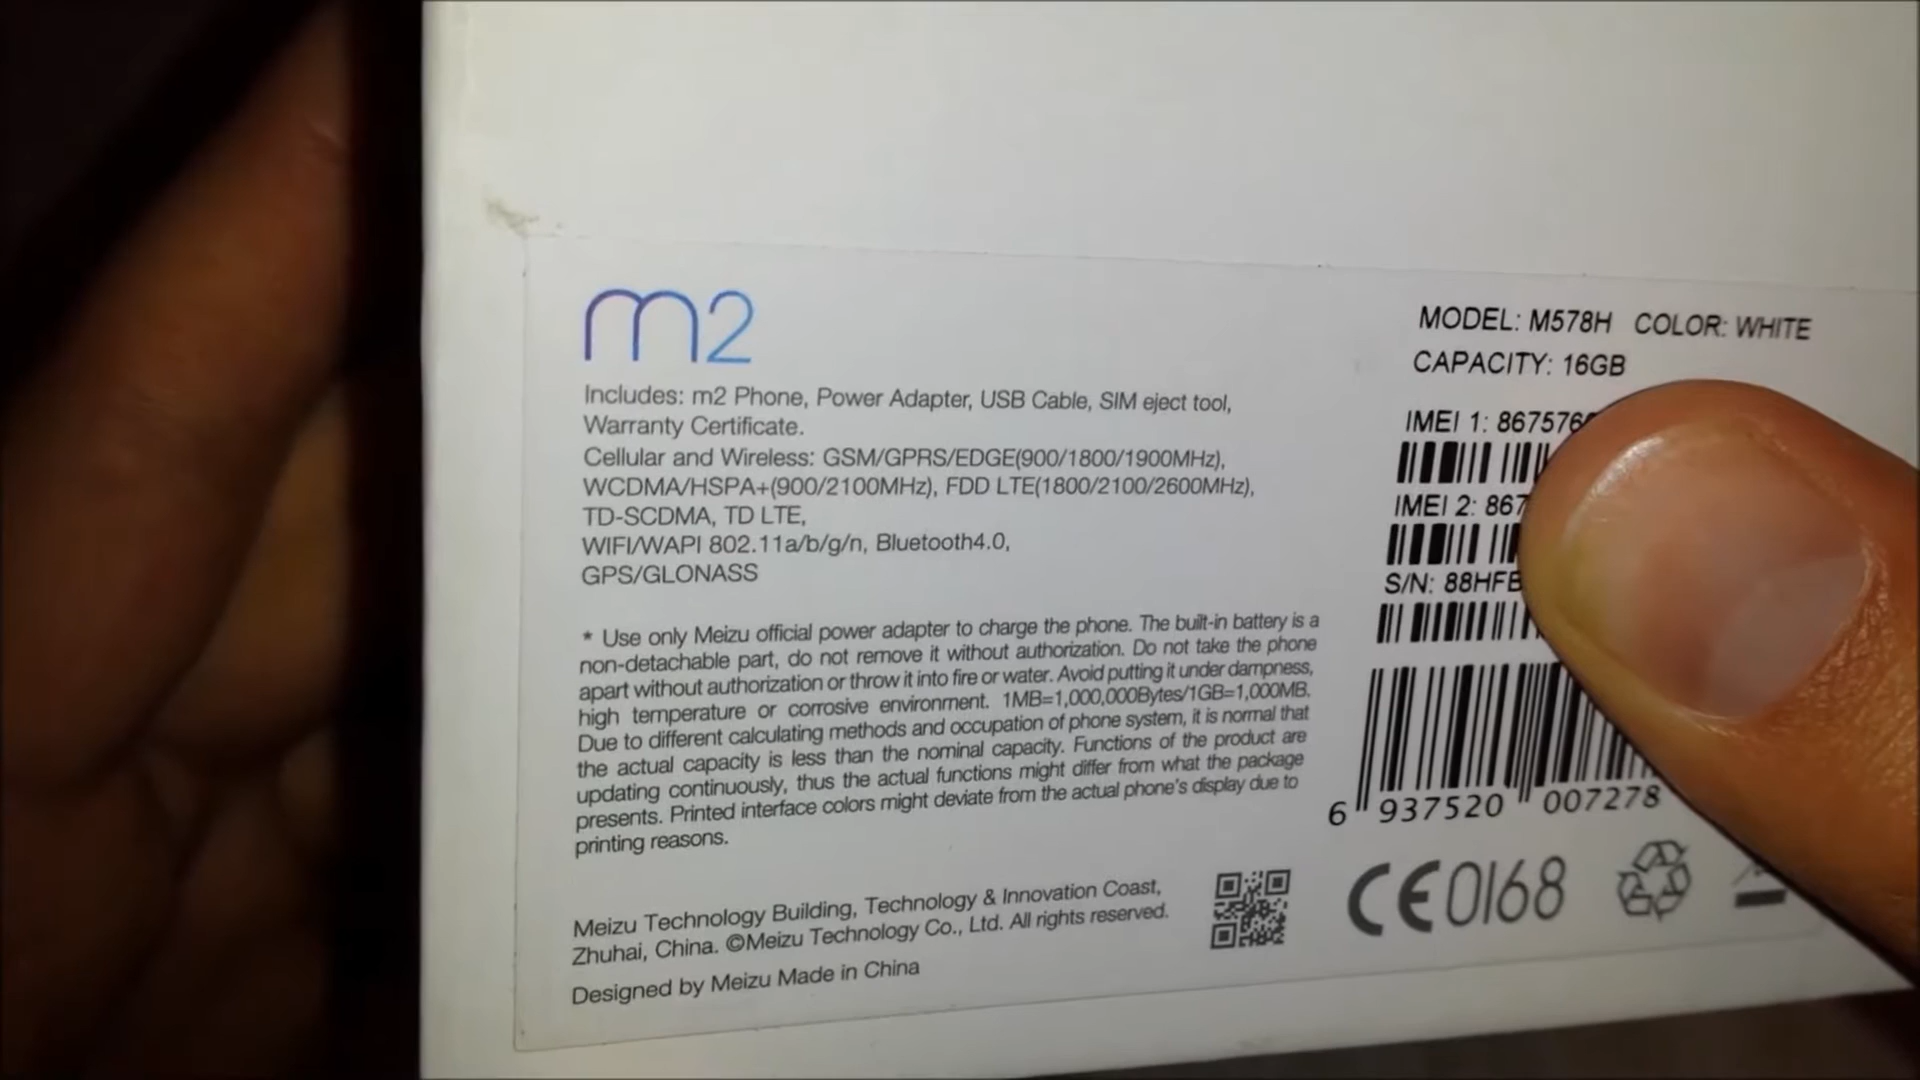 m2
Includes: m2 Phone, Power Adapter, USB Cable, SIM eject tool,
Warranty Certificate.
Cellular and Wireless: GSM/GPRS/EDGE(900/1800/1900MHz),
WCDMA/HSPA+(900/2100MHz), FDD LTE(1800/2100/2600MHz),
TD-SCDMA, TD LTE,
WIFI/WAPI 802.11a/b/g/n, Bluetooth4.0,
GPS/GLONASS
* Use only Meizu official power adapter to charge the phone. The built-in battery is a
non-detachable part, do not remove it without authorization. Do not take the phone
apart without authorization or throw it into fire or water. Avoid putting it under dampness,
high temperature or corrosive environment. 1MB=1,000,000Bytes/1GB=1,000MB.
Due to different calculating methods and occupation of phone system, it is normal that
the actual capacity is less than the nominal capacity. Functions of the product are
updating continuously, thus the actual functions might differ from what the package
presents. Printed interface colors might deviate from the actual phone's display due to
printing reasons.
Meizu Technology Building, Technology & Innovation Coast,
Zhuhai, China. ©Meizu Technology Co., Ltd. All rights reserved.
Designed by Meizu Made in China
MODEL: M578H COLOR: WHITE
CAPACITY: 16GB
IMEI 1: 867576
IMEI 2: 867
S/N: 88HF
6 937520 007278
CE0168